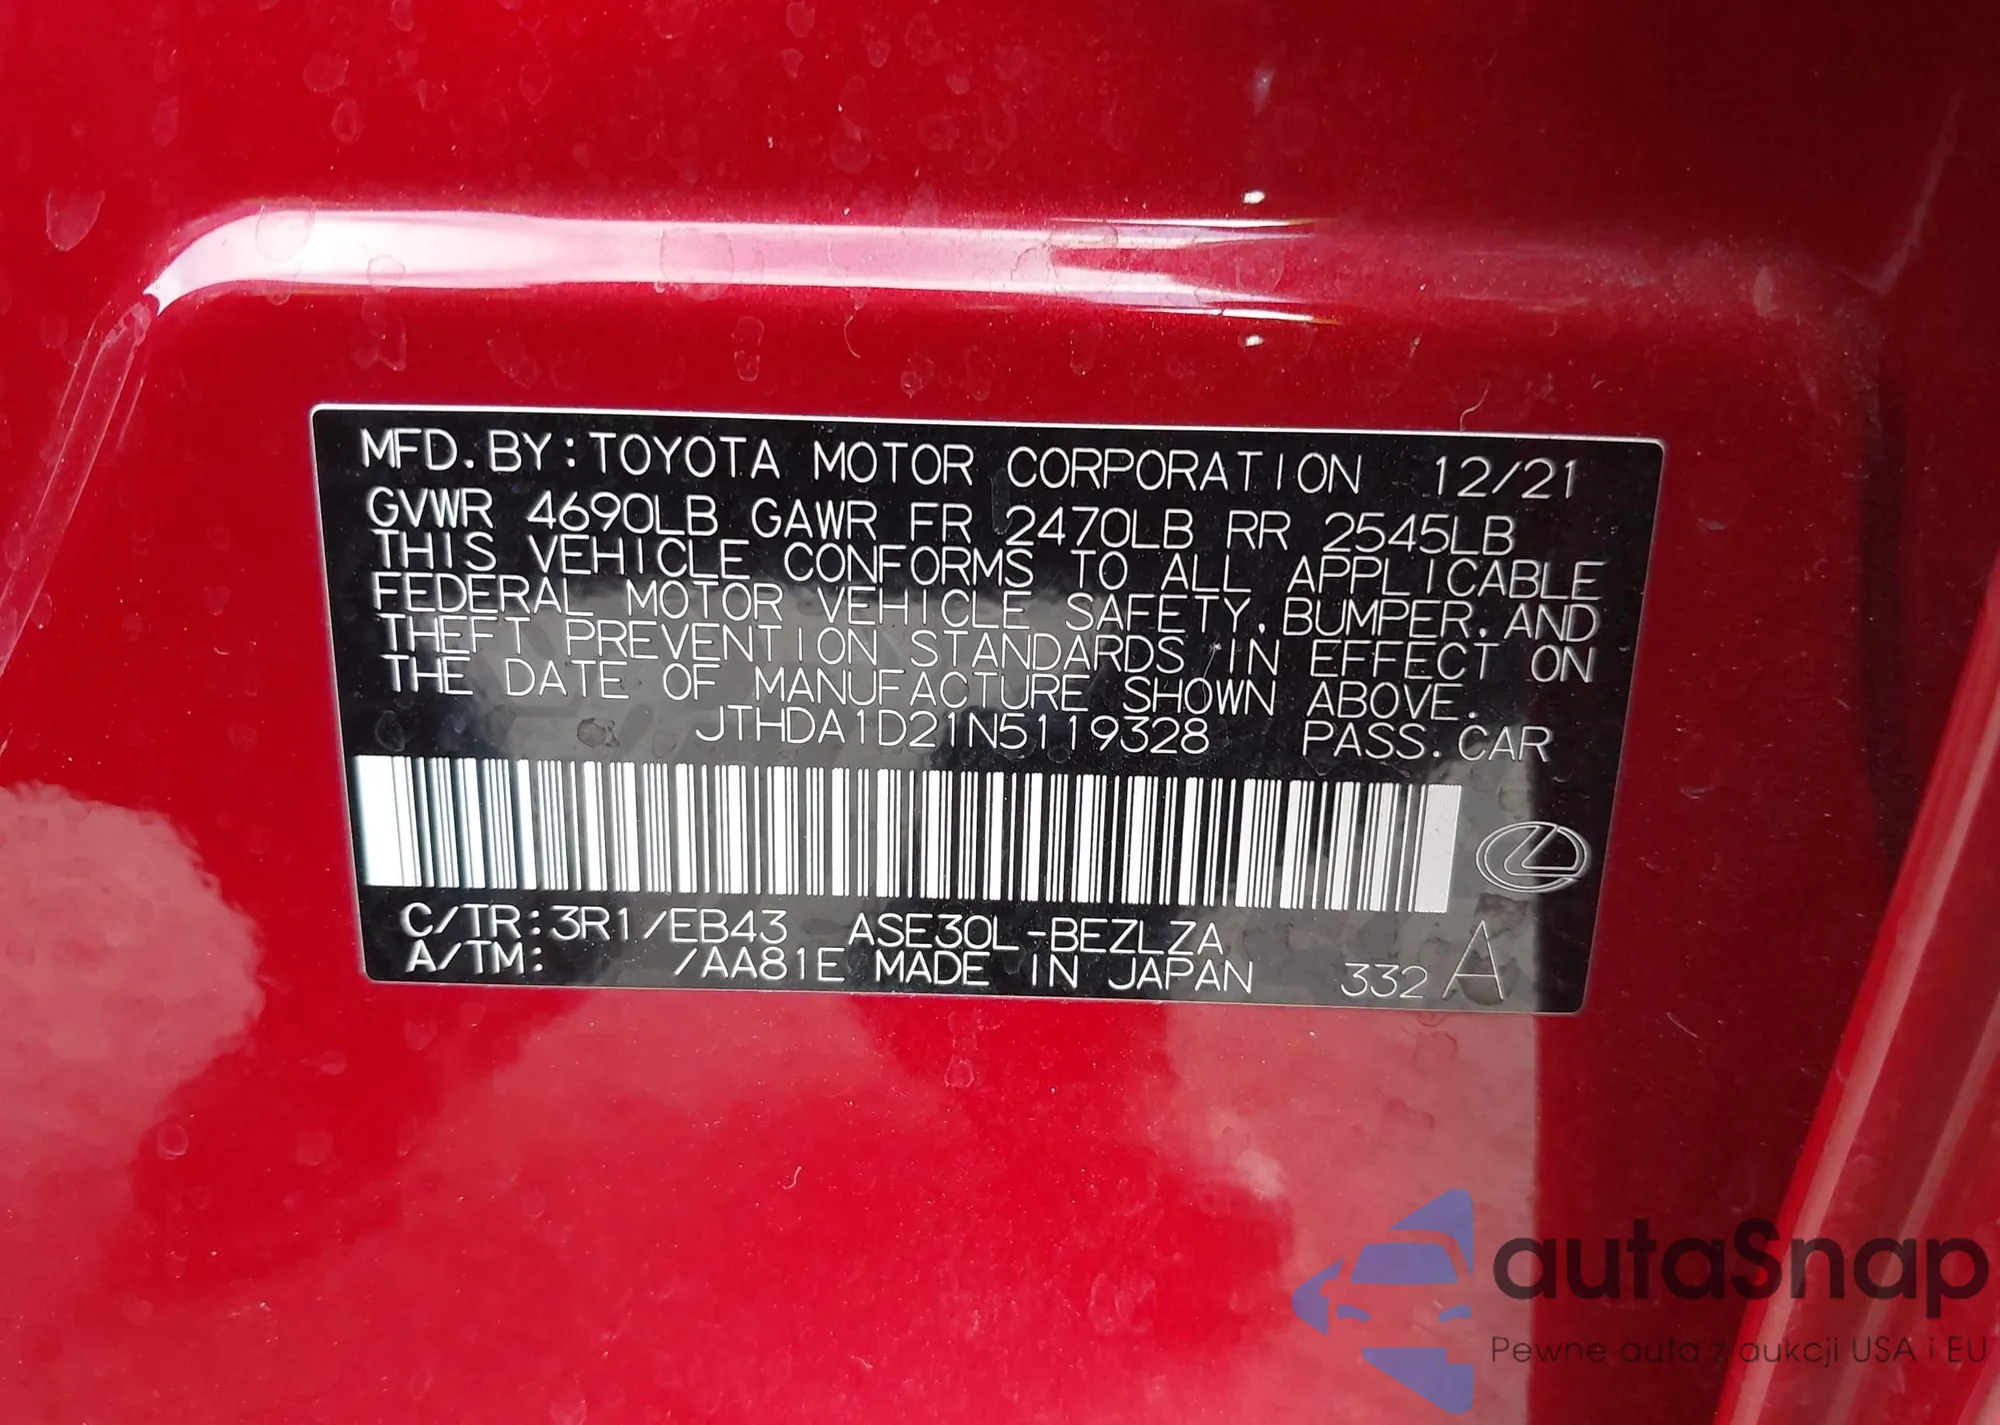 MFD.BY:TOYOTA MOTOR CORPORATION 12/21
GVWR 4690LB GAWR FR 2470LB RR 2545LB
THIS VEHICLE CONFORMS TO ALL APPLICABLE
FEDERAL MOTOR VEHICLE SAFETY, BUMPER, AND
THEFT PREVENTION STANDARDS IN EFFECT ON
THE DATE OF MANUFACTURE SHOWN ABOVE.
JTHDA1D21N5119328 PASS.CAR
C/TR:3R1/EB43 ASE30L-BEZLZA
A/TM: /AA81E MADE IN JAPAN 332 A
autaSnap
Pewne auta z aukcji USA i EU